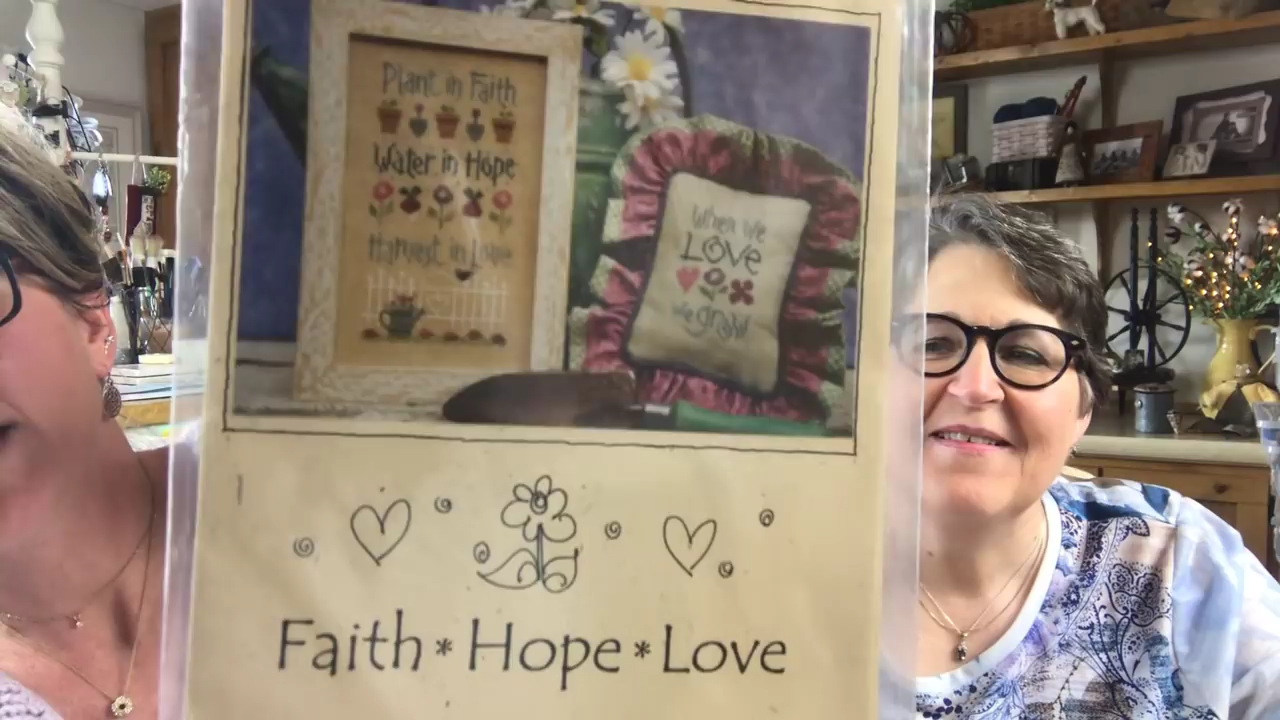 Plant in Faith
Water in Hope
Harvest in Love
When we
LOVE
we grow
Faith * Hope * Love